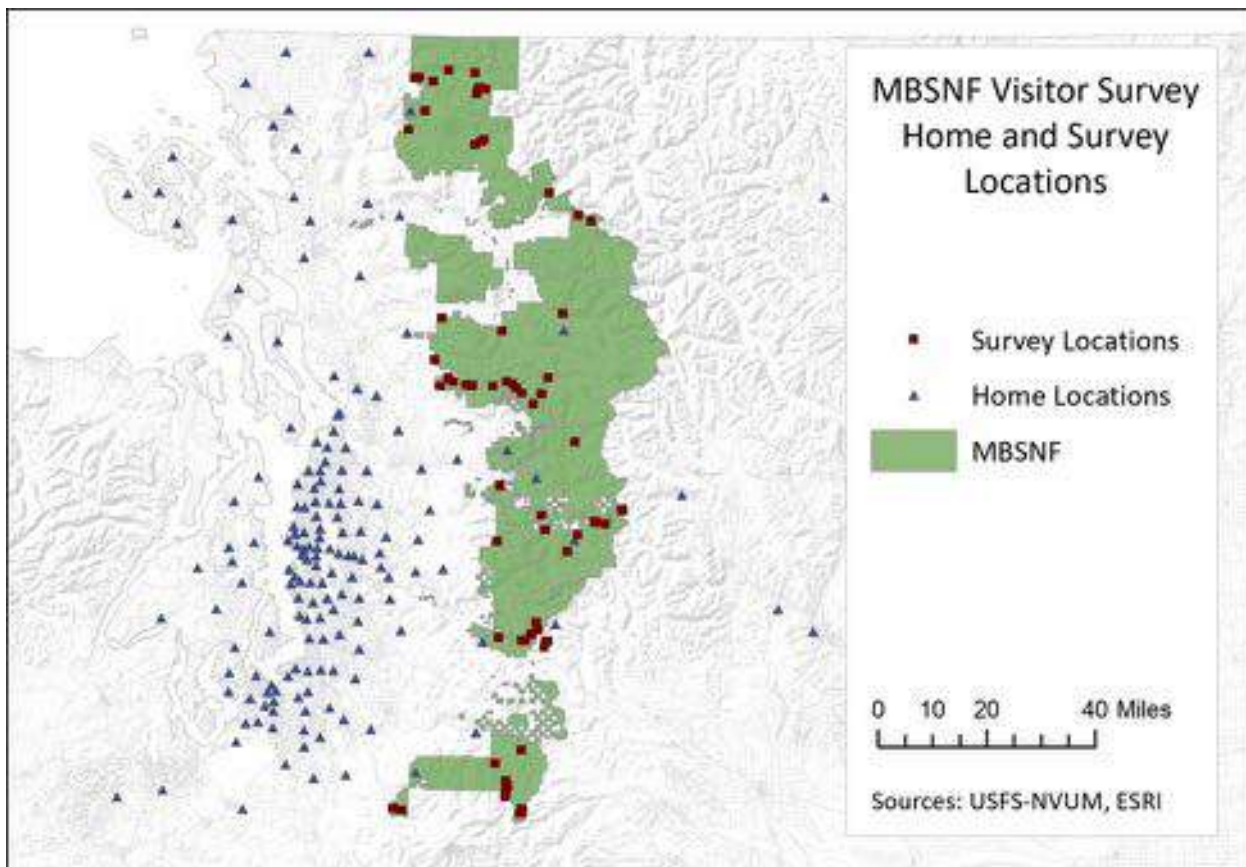 MBSNF Visitor Survey
Home and Survey
Locations
Survey Locations
Home Locations
MBSNF
0 10 20 40 Miles
Sources: USFS-NVUM, ESRI